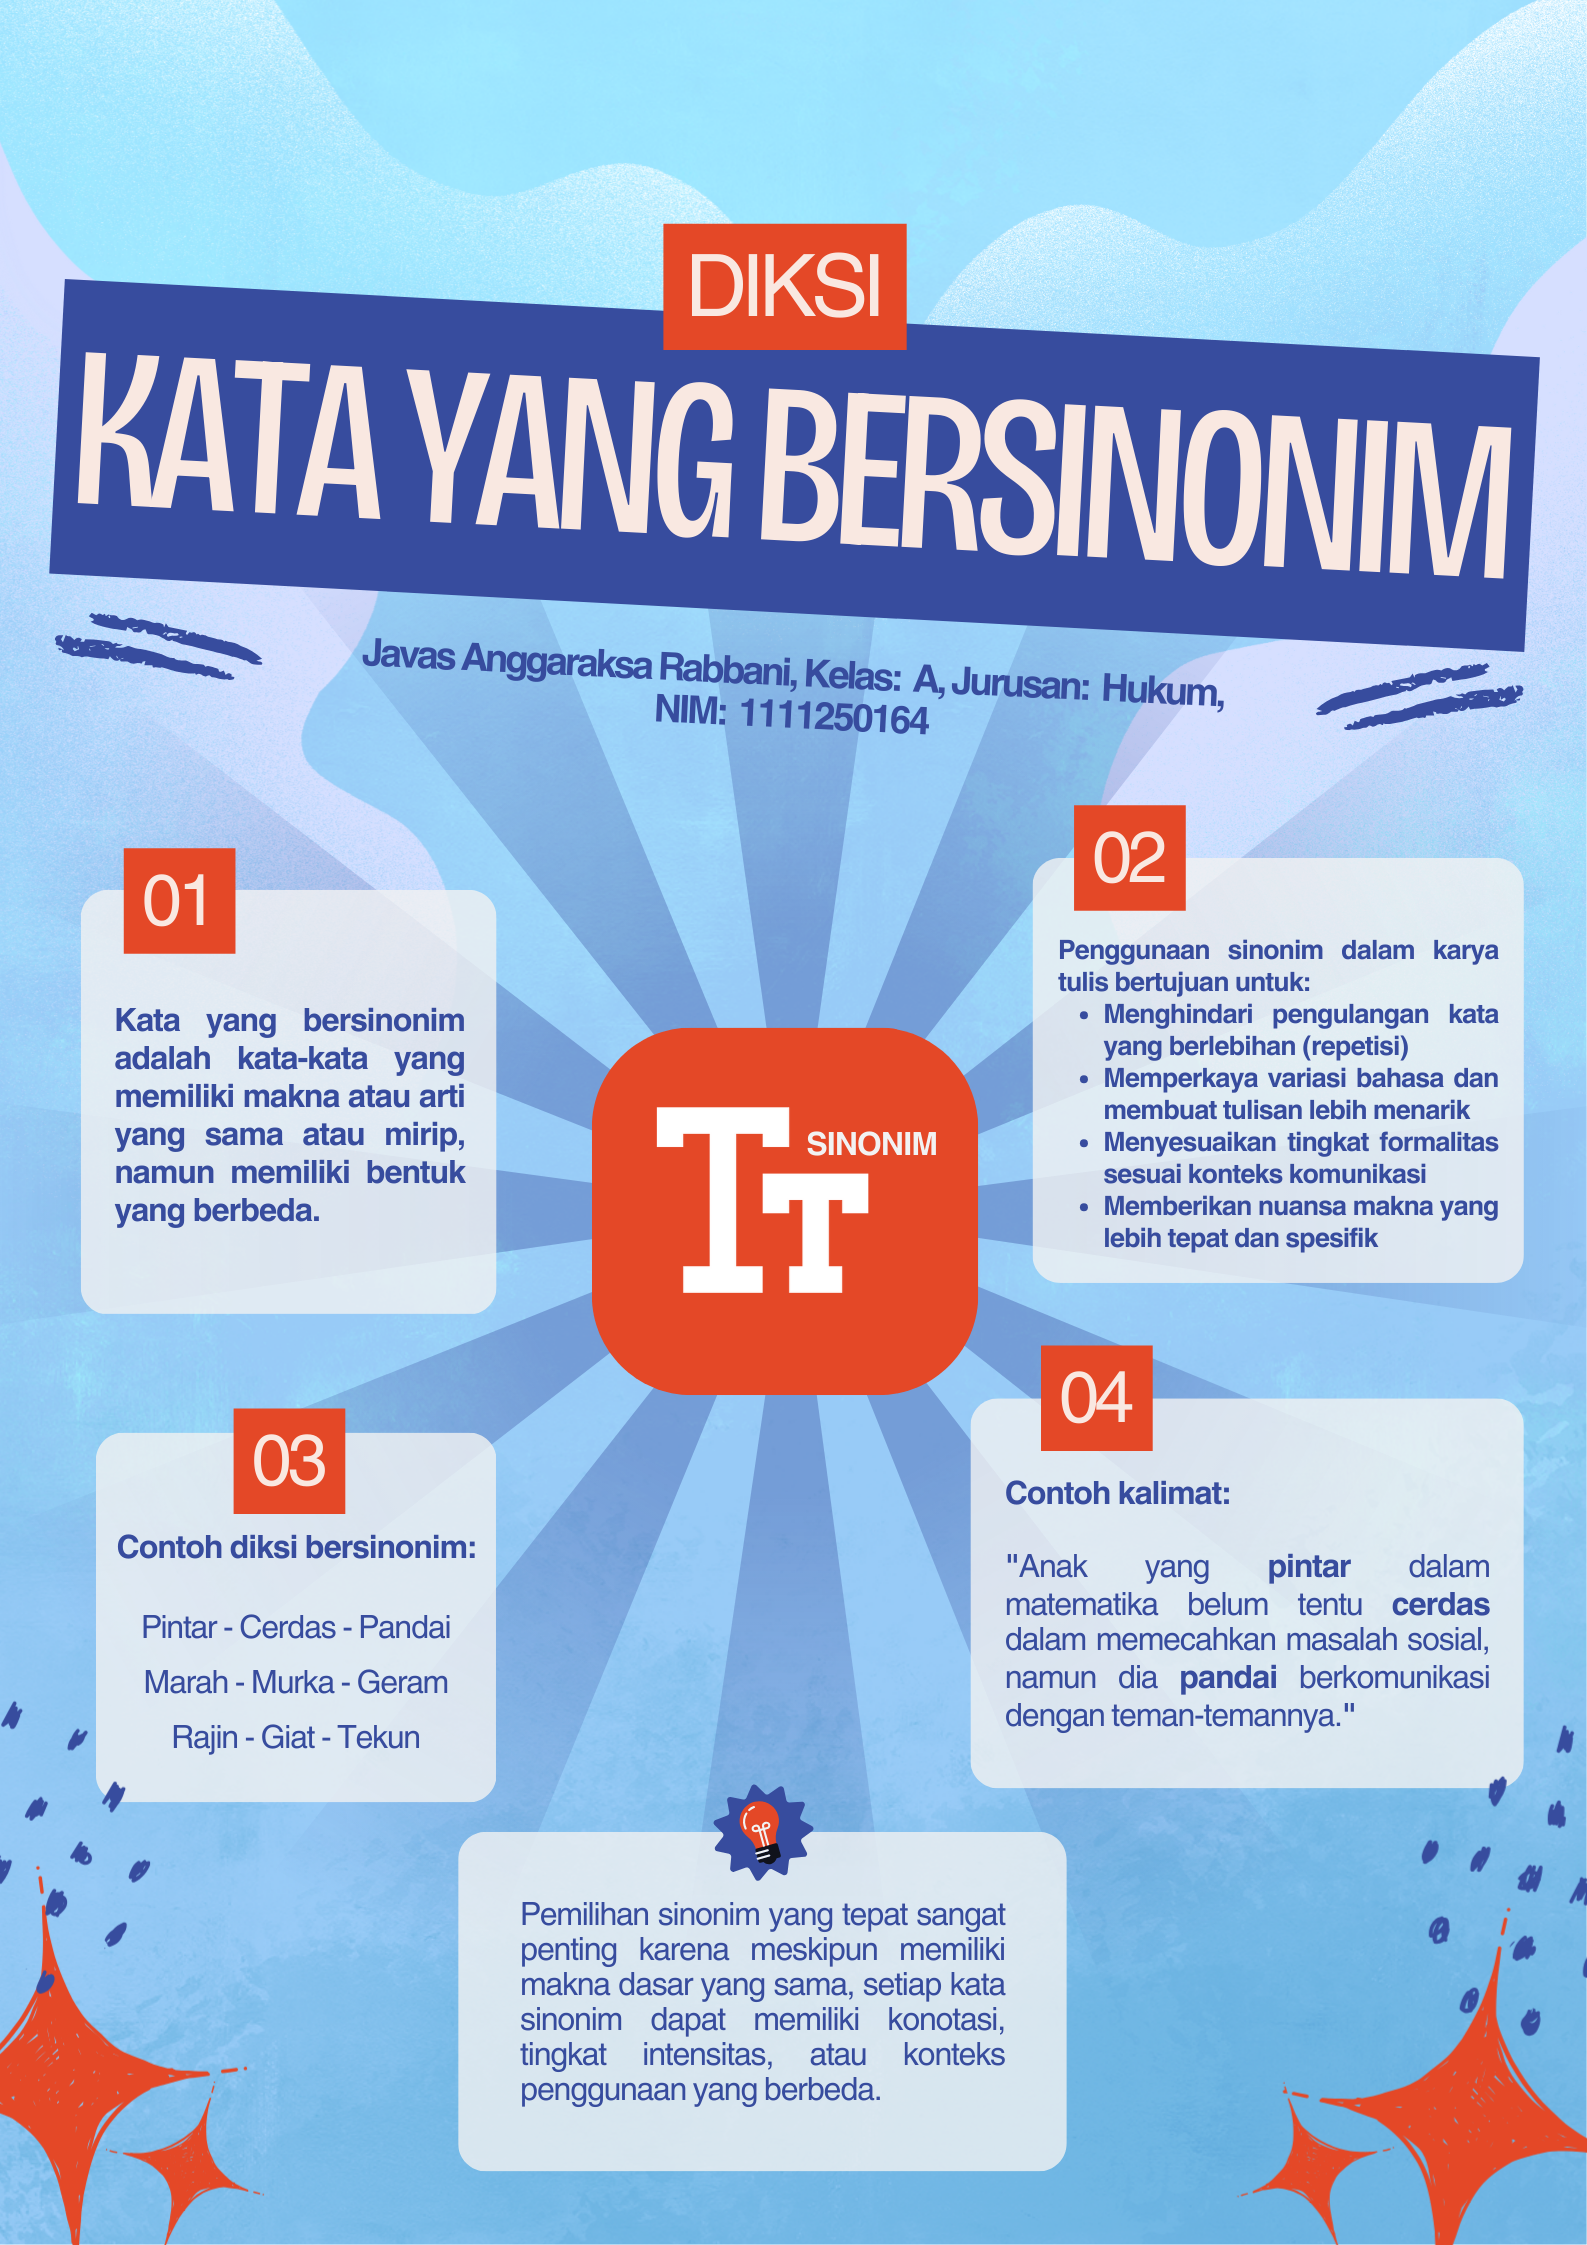 DIKSI
KATA YANG BERSINONIM
Javas Anggaraksa Rabbani, Kelas: A, Jurusan: Hukum,
NIM: 1111250164
01
Kata yang bersinonim
adalah kata-kata yang
memiliki makna atau arti
yang sama atau mirip,
namun memiliki bentuk
yang berbeda.
02
Penggunaan sinonim dalam karya
tulis bertujuan untuk:
• Menghindari pengulangan kata
yang berlebihan (repetisi)
• Memperkaya variasi bahasa dan
membuat tulisan lebih menarik
• Menyesuaikan tingkat formalitas
sesuai konteks komunikasi
• Memberikan nuansa makna yang
lebih tepat dan spesifik
TT
SINONIM
03
Contoh diksi bersinonim:
Pintar - Cerdas - Pandai
Marah - Murka - Geram
Rajin - Giat - Tekun
04
Contoh kalimat:
"Anak yang pintar dalam
matematika belum tentu cerdas
dalam memecahkan masalah sosial,
namun dia pandai berkomunikasi
dengan teman-temannya."
Pemilihan sinonim yang tepat sangat
penting karena meskipun memiliki
makna dasar yang sama, setiap kata
sinonim dapat memiliki konotasi,
tingkat intensitas, atau konteks
penggunaan yang berbeda.